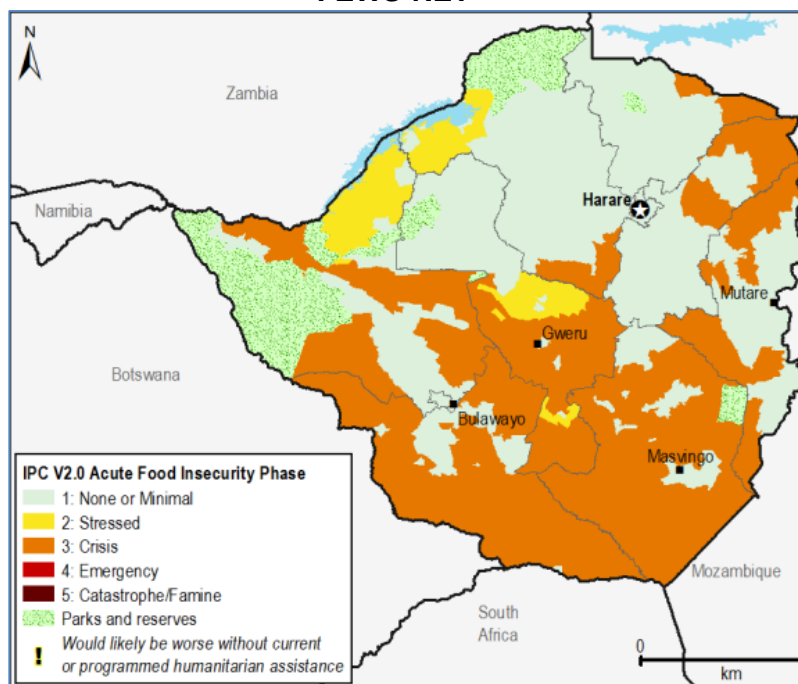 N
Zambia
Namibia
Harare
Mutare
Gweru
Botswana
Bulawayo
Masvingo
IPC V2.0 Acute Food Insecurity Phase
1: None or Minimal
2: Stressed
3: Crisis
4: Emergency
5: Catastrophe/Famine
Parks and reserves
! Would likely be worse without current
or programmed humanitarian assistance
Mozambique
South
Africa
0
km